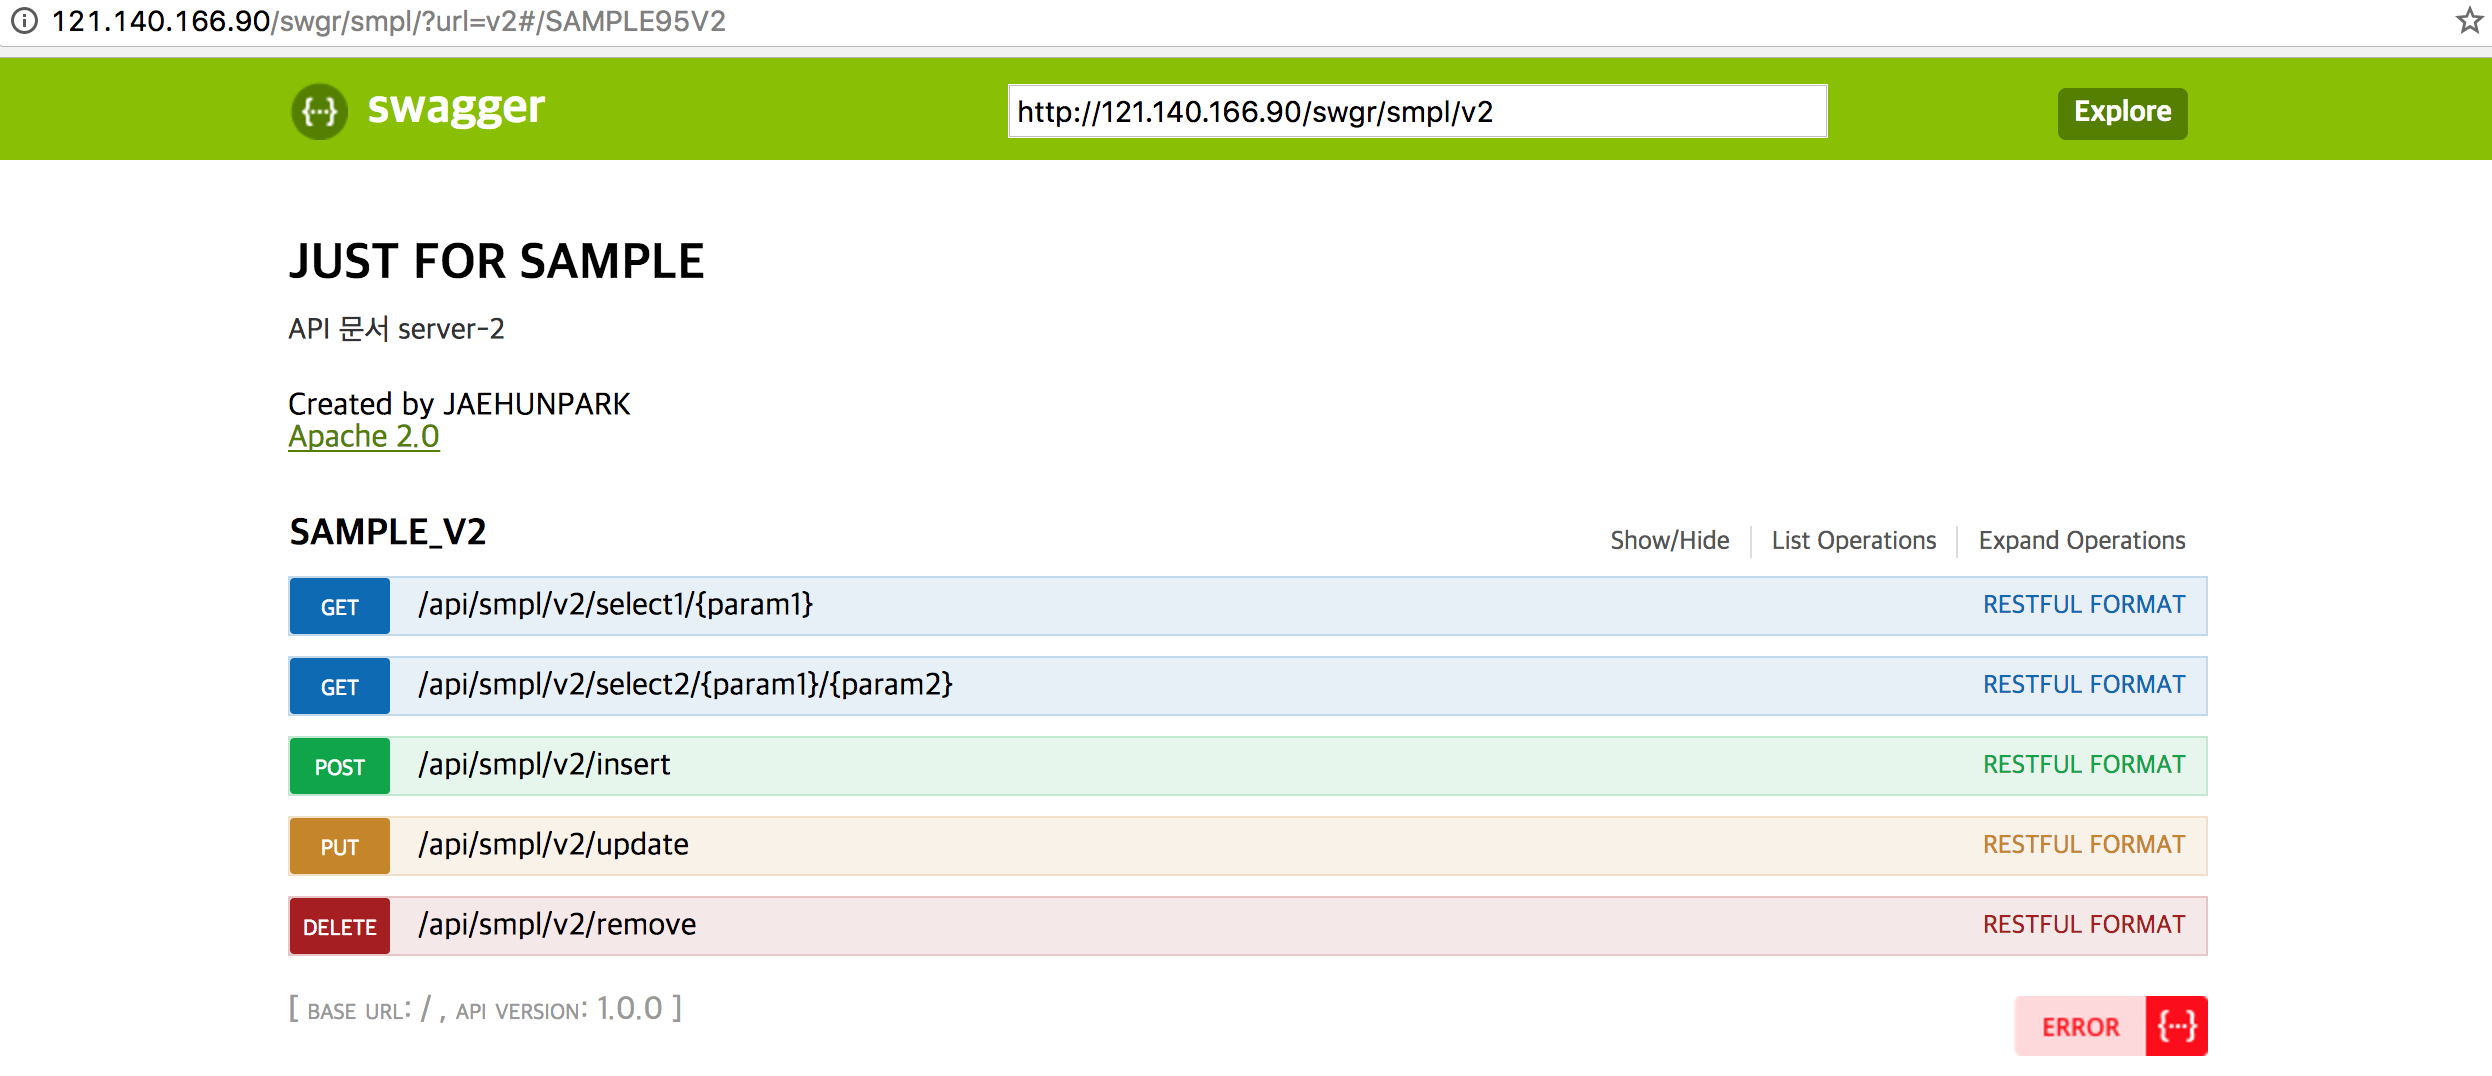 121.140.166.90/swgr/smpl/?url=v2#/SAMPLE95V2
{···} swagger http://121.140.166.90/swgr/smpl/v2 Explore
JUST FOR SAMPLE
API 문서 server-2
Created by JAEHUNPARK
Apache 2.0
SAMPLE_V2 Show/Hide List Operations Expand Operations
GET /api/smpl/v2/select1/{param1} RESTFUL FORMAT
GET /api/smpl/v2/select2/{param1}/{param2} RESTFUL FORMAT
POST /api/smpl/v2/insert RESTFUL FORMAT
PUT /api/smpl/v2/update RESTFUL FORMAT
DELETE /api/smpl/v2/remove RESTFUL FORMAT
[ BASE URL: / , API VERSION: 1.0.0 ]
ERROR {···}